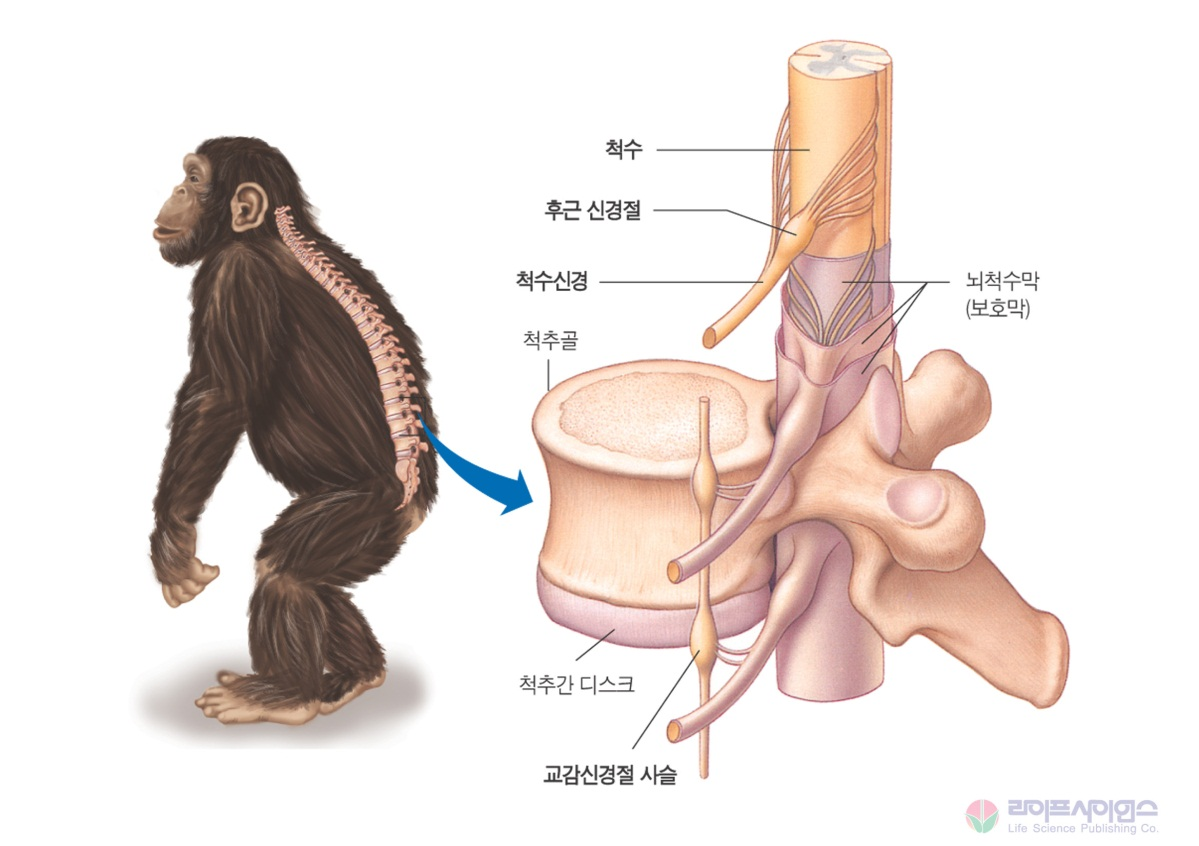 척수
후근 신경절
척수신경
뇌척수막
(보호막)
척추골
척추간 디스크
교감신경절 사슬
라이프사이언스
Life Science Publishing Co.